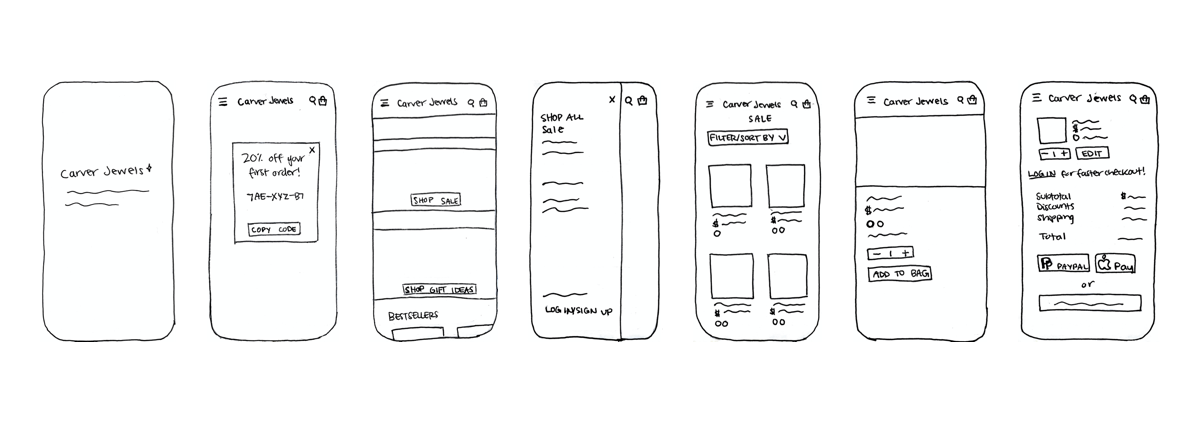 Carver Jewels
Carver Jewels
20% off your
first order!
7AE-XYZ-87
COPY CODE
Carver Jewels
SHOP SALE
SHOP GIFT IDEAS
BESTSELLERS
X
SHOP ALL
Sale
LOG IN/SIGN UP
Carver Jewels
SALE
FILTER/SORT BY V
$
$
$
$
Carver Jewels
$
- 1 +
ADD TO BAG
Carver Jewels
$
- 1 + EDIT
LOG IN for faster checkout!
Subtotal $
Discounts
Shipping
Total
PAYPAL Pay
or